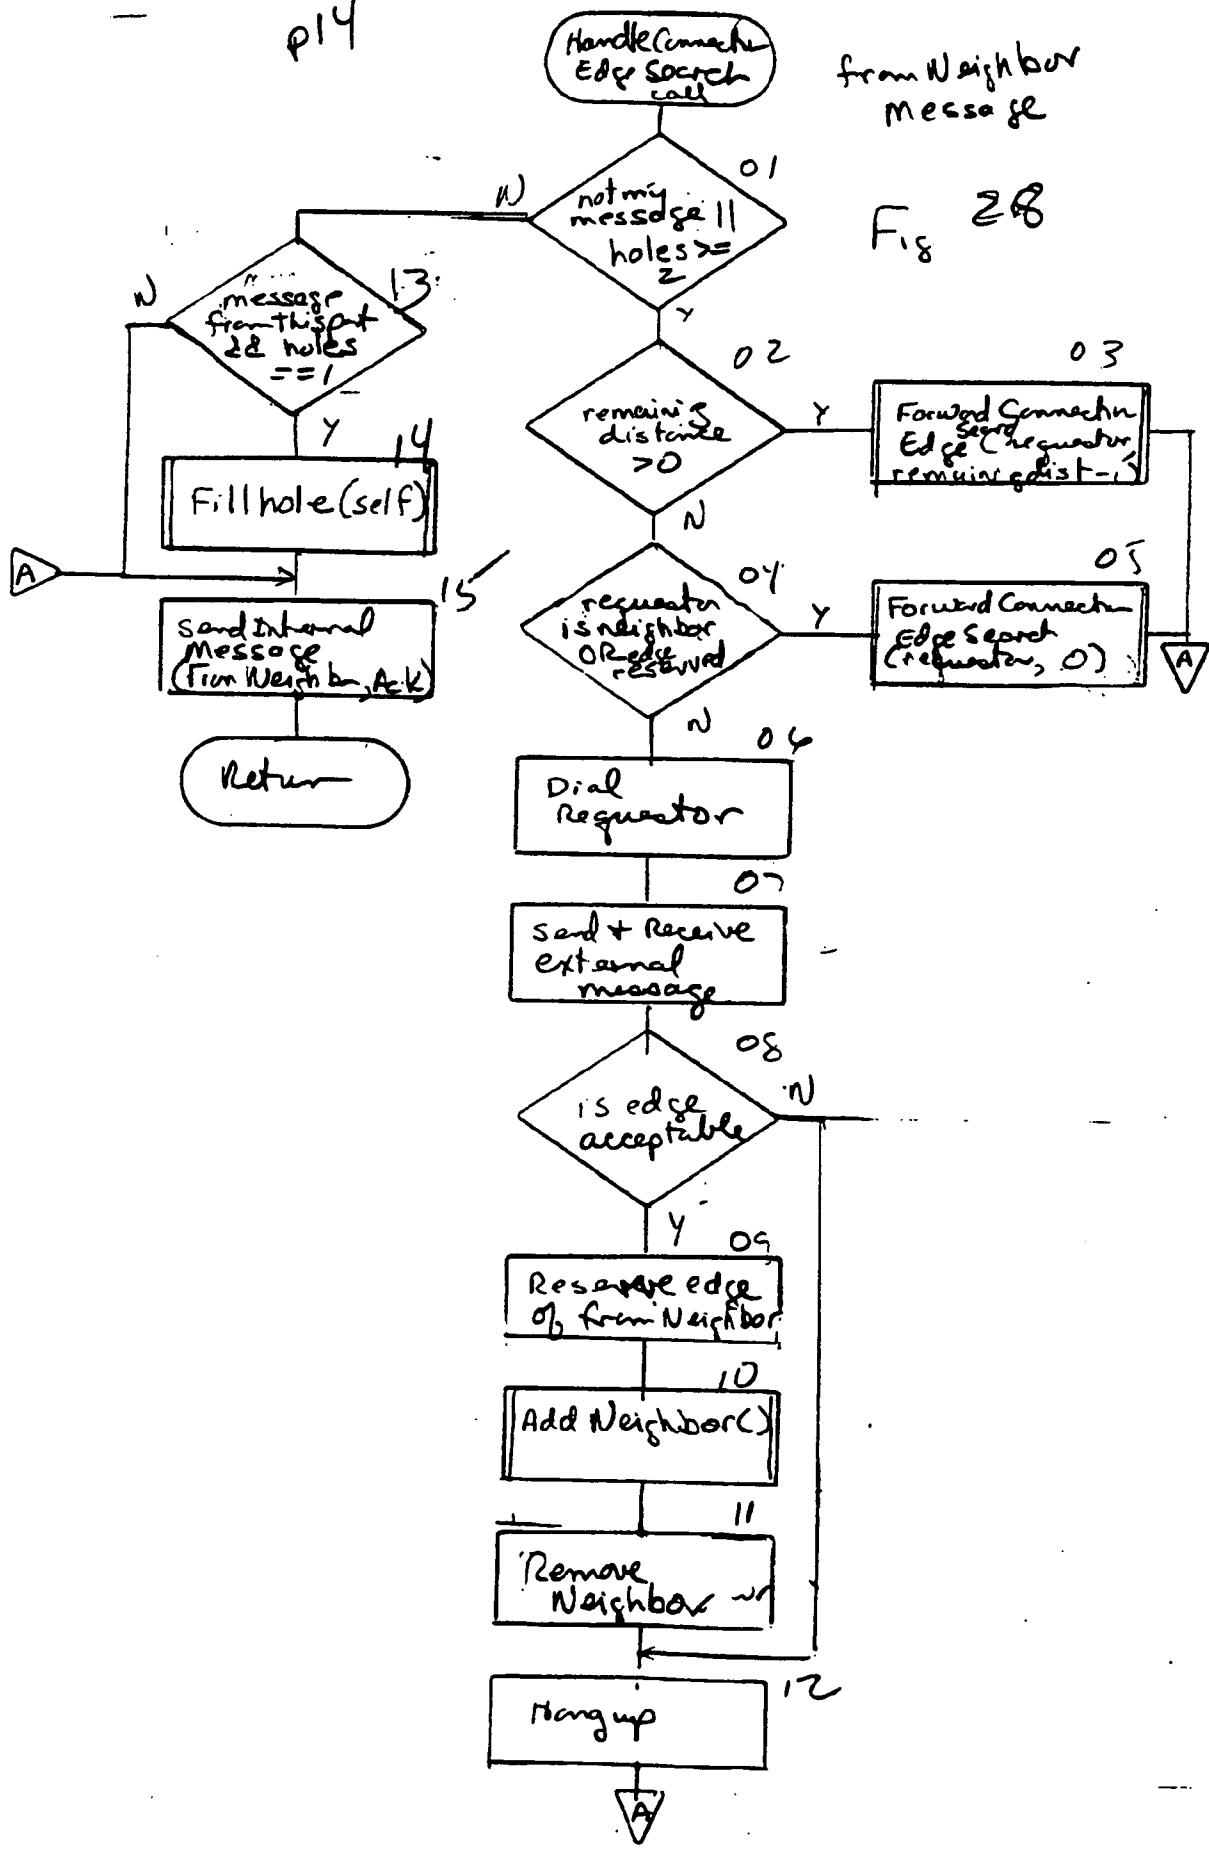 p14
Handle Connection
Edge Search
call
from Neighbor
message
Fig 28
01
not my
message ||
holes >=
2
N
Y
13
message
from this port
&& holes
==1
N
Y
02
remaining
distance
>0
Y
N
03
Forward Connection
Edge Search (requestor,
remainingdist-1)
14
Fill hole (self)
A
15
Send Internal
Message
(From Neighbor, Ack)
Return
04
requestor
is neighbor
OR edge
reserved
Y
N
05
Forward Connection
Edge Search
(requestor, 0)
A
06
Dial
Requestor
07
Send + Receive
external
message
08
is edge
acceptable
N
Y
09
Reserve edge
of from Neighbor
10
Add Neighbor()
11
Remove
Neighbor
12
Hang up
A